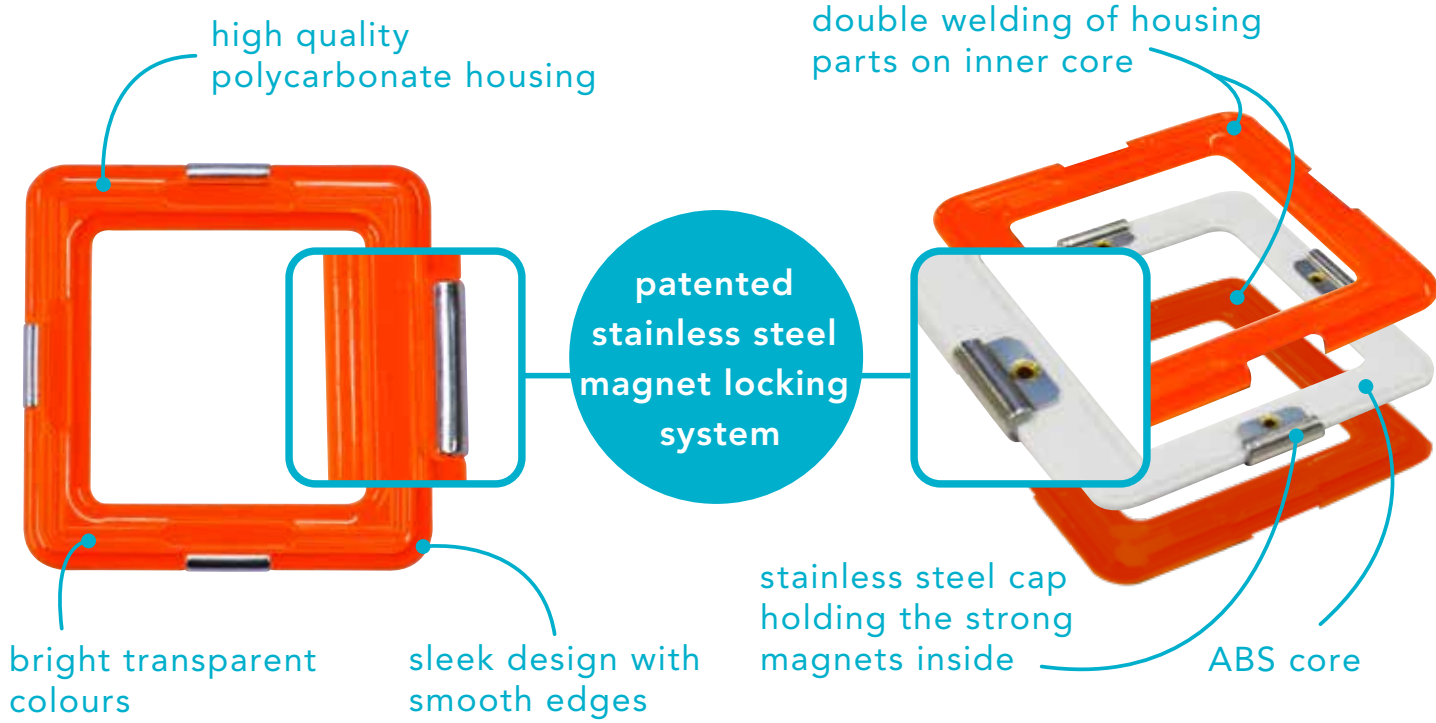 high quality
polycarbonate housing
double welding of housing
parts on inner core
patented
stainless steel
magnet locking
system
bright transparent
colours
sleek design with
smooth edges
stainless steel cap
holding the strong
magnets inside
ABS core